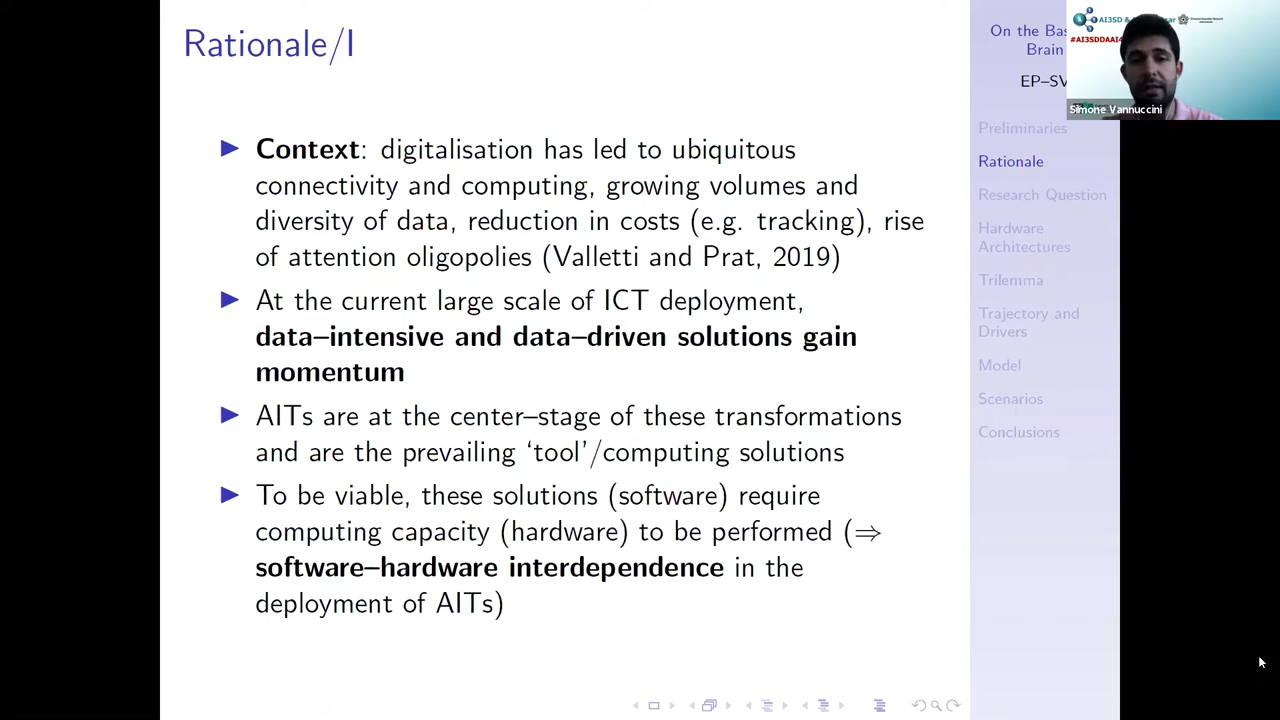 Rationale/I
▶ Context: digitalisation has led to ubiquitous
connectivity and computing, growing volumes and
diversity of data, reduction in costs (e.g. tracking), rise
of attention oligopolies (Valletti and Prat, 2019)
▶ At the current large scale of ICT deployment,
data–intensive and data–driven solutions gain
momentum
▶ AITs are at the center–stage of these transformations
and are the prevailing ‘tool’/computing solutions
▶ To be viable, these solutions (software) require
computing capacity (hardware) to be performed (⇒
software–hardware interdependence in the
deployment of AITs)
On the Bas
Brain
EP–SV
Preliminaries
Rationale
Research Question
Hardware
Architectures
Trilemma
Trajectory and
Drivers
Model
Scenarios
Conclusions
AI3SD &
#AI3SDDAAI4
Simone Vannuccini